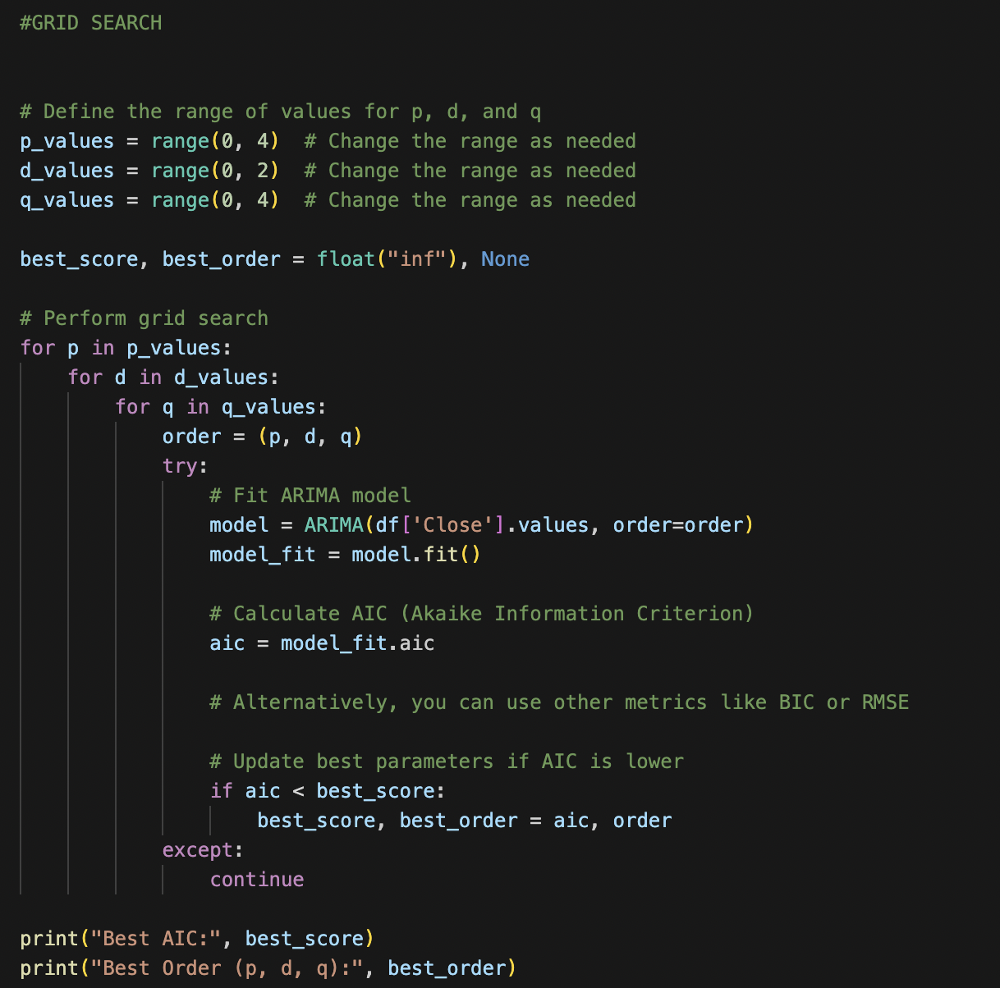 #GRID SEARCH
# Define the range of values for p, d, and q
p_values = range(0, 4)  # Change the range as needed
d_values = range(0, 2)  # Change the range as needed
q_values = range(0, 4)  # Change the range as needed
best_score, best_order = float("inf"), None
# Perform grid search
for p in p_values:
    for d in d_values:
        for q in q_values:
            order = (p, d, q)
            try:
                # Fit ARIMA model
                model = ARIMA(df['Close'].values, order=order)
                model_fit = model.fit()
                # Calculate AIC (Akaike Information Criterion)
                aic = model_fit.aic
                # Alternatively, you can use other metrics like BIC or RMSE
                # Update best parameters if AIC is lower
                if aic < best_score:
                    best_score, best_order = aic, order
            except:
                continue
print("Best AIC:", best_score)
print("Best Order (p, d, q):", best_order)